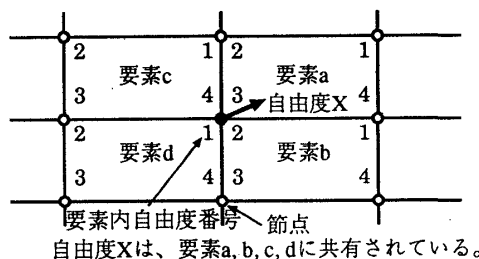 2 1 2 1
要素c 要素a
3 4 3 自由度X 4
2 1 2 1
要素d 要素b
3 4 3 4
要素内自由度番号 節点
自由度Xは、要素a, b, c, dに共有されている。